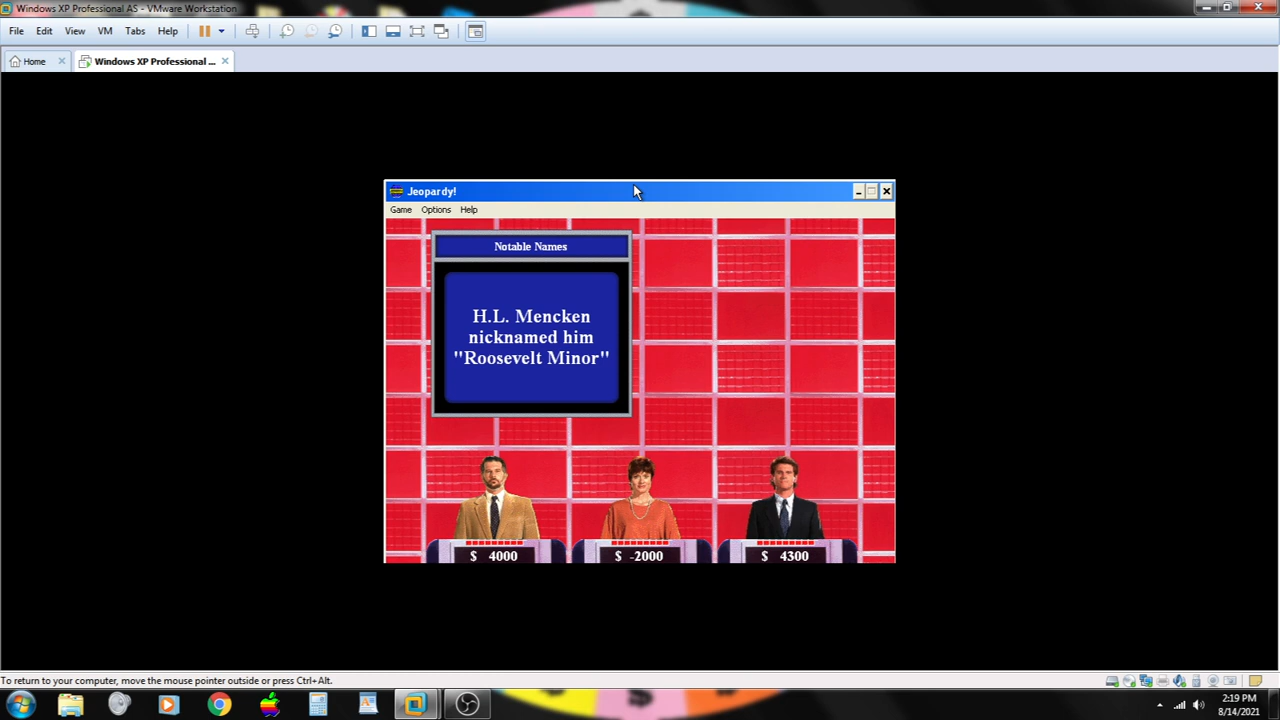 Windows XP Professional AS - VMware Workstation
File Edit View VM Tabs Help
Home
Windows XP Professional ...
Jeopardy!
Game Options Help
Notable Names
H.L. Mencken
nicknamed him
"Roosevelt Minor"
$ 4000
$ -2000
$ 4300
To return to your computer, move the mouse pointer outside or press Ctrl+Alt.
2:19 PM
8/14/2021